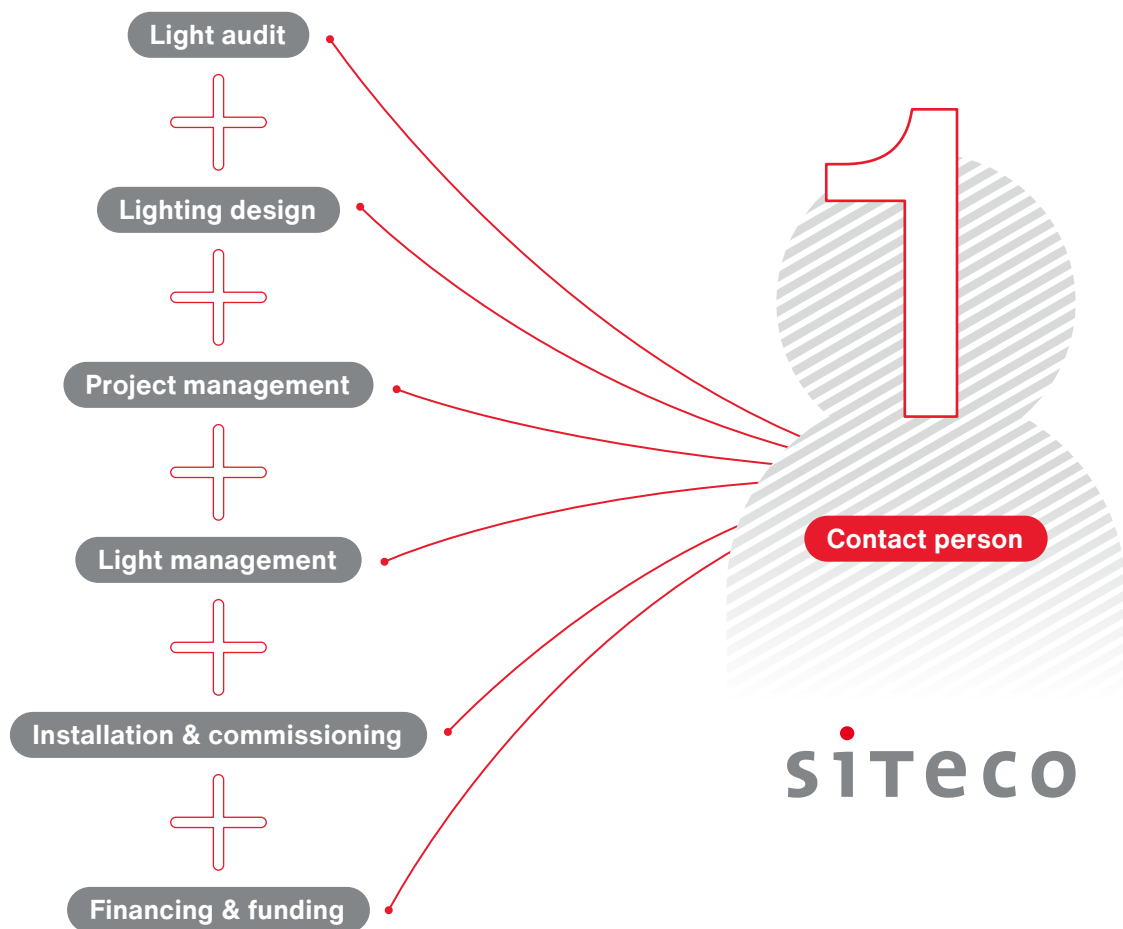 Light audit
Lighting design
Project management
Light management
Installation & commissioning
Financing & funding
1
Contact person
siteco